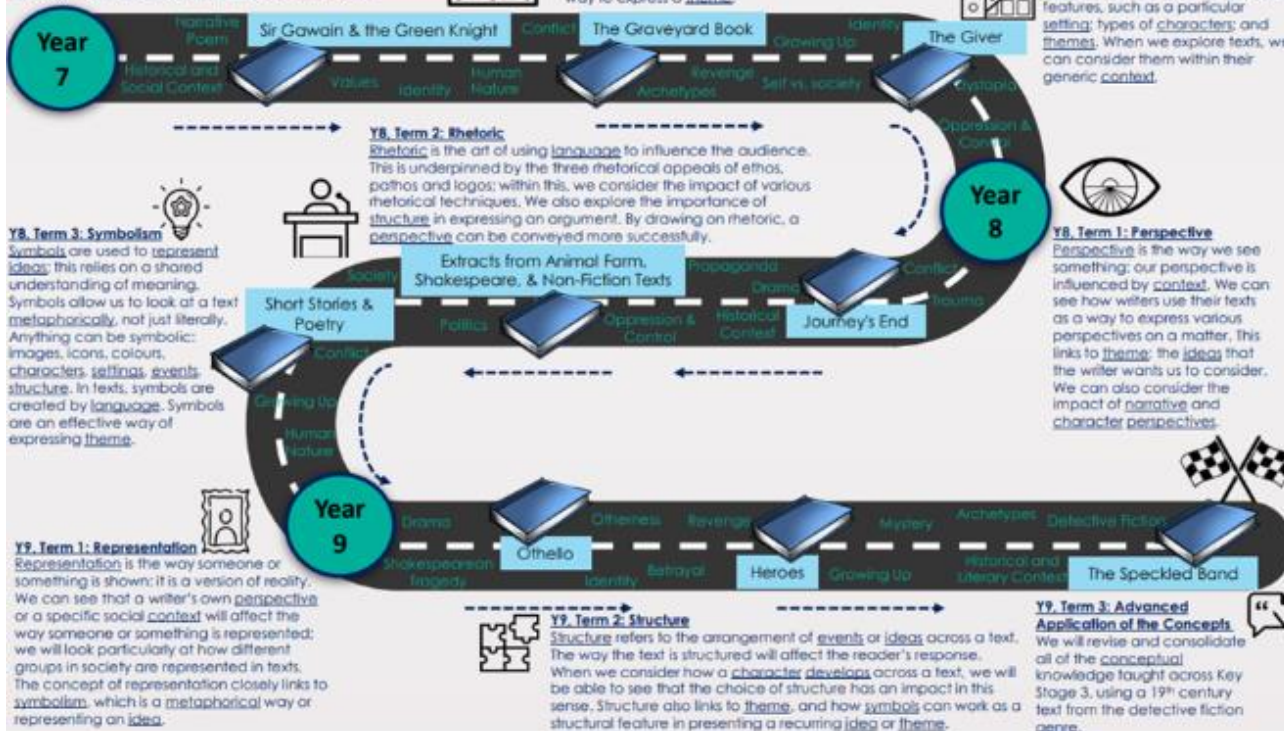 way to express a theme.
features, such as a particular
setting; types of characters; and
themes. When we explore texts, we
can consider them within their
generic context.
Year
7
Narrative
Poem
Historical and
Social Context
Sir Gawain & the Green Knight
Values
Identity
Conflict
Human
Nature
The Graveyard Book
Archetypes
Revenge
Growing Up
Self vs. society
Identity
The Giver
Dystopia
Oppression &
Control
Year
8
Y8, Term 1: Perspective
Perspective is the way we see
something; our perspective is
influenced by context. We can
see how writers use their texts
as a way to express various
perspectives on a matter. This
links to theme: the ideas that
the writer wants us to consider.
We can also consider the
impact of narrative and
character perspectives.
Conflict
Trauma
Journey's End
Drama
Historical
Context
Propaganda
Y8, Term 2: Rhetoric
Rhetoric is the art of using language to influence the audience.
This is underpinned by the three rhetorical appeals of ethos,
pathos and logos; within this, we consider the impact of various
rhetorical techniques. We also explore the importance of
structure in expressing an argument. By drawing on rhetoric, a
perspective can be conveyed more successfully.
Extracts from Animal Farm,
Shakespeare, & Non-Fiction Texts
Oppression &
Control
Politics
Society
Short Stories &
Poetry
Conflict
Growing Up
Human
Nature
Y8, Term 3: Symbolism
Symbols are used to represent
ideas; this relies on a shared
understanding of meaning.
Symbols allow us to look at a text
metaphorically, not just literally.
Anything can be symbolic:
images, icons, colours,
characters, settings, events,
structure. In texts, symbols are
created by language. Symbols
are an effective way of
expressing theme.
Year
9
Y9, Term 1: Representation
Representation is the way someone or
something is shown: it is a version of reality.
We can see that a writer's own perspective
or a specific social context will affect the
way someone or something is represented;
we will look particularly at how different
groups in society are represented in texts.
The concept of representation closely links to
symbolism, which is a metaphorical way or
representing an idea.
Drama
Shakespearean
Tragedy
Othello
Otherness
Identity
Revenge
Betrayal
Heroes
Growing Up
Mystery
Archetypes
Historical and
Literary Context
Detective Fiction
The Speckled Band
Y9, Term 2: Structure
Structure refers to the arrangement of events or ideas across a text.
The way the text is structured will affect the reader's response.
When we consider how a character develops across a text, we will
be able to see that the choice of structure has an impact in this
sense. Structure also links to theme, and how symbols can work as a
structural feature in presenting a recurring idea or theme.
Y9, Term 3: Advanced
Application of the Concepts
We will revise and consolidate
all of the conceptual
knowledge taught across Key
Stage 3, using a 19th century
text from the detective fiction
genre.